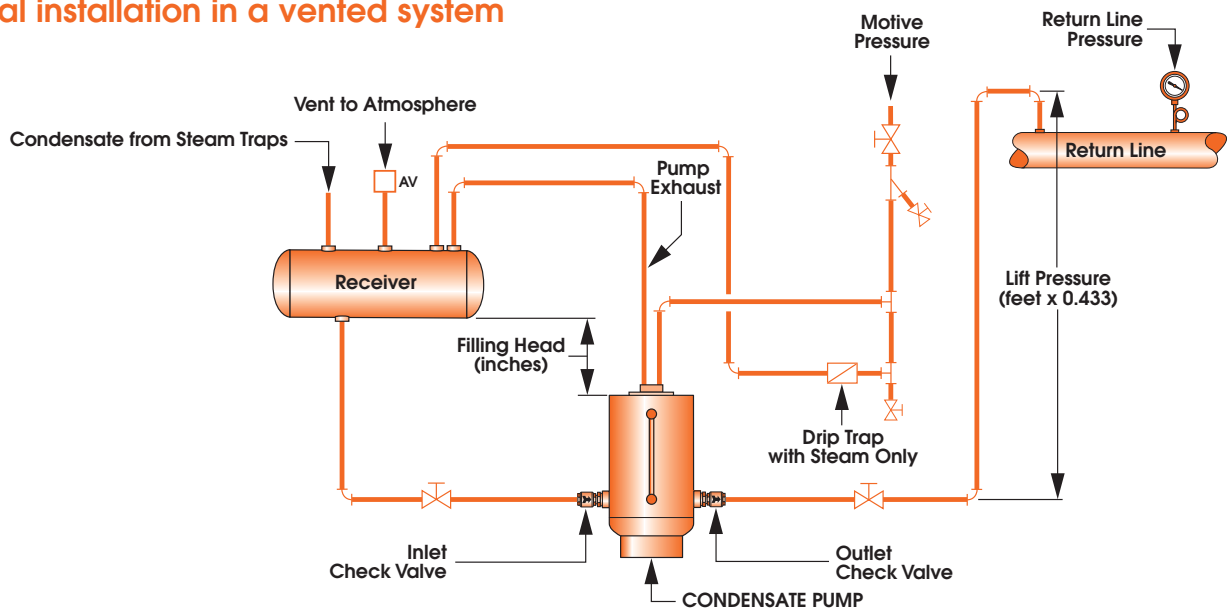 al installation in a vented system
Motive
Pressure
Return Line
Pressure
Vent to Atmosphere
Condensate from Steam Traps
AV
Pump
Exhaust
Return Line
Receiver
Lift Pressure
(feet x 0.433)
Filling Head
(inches)
Drip Trap
with Steam Only
Inlet
Check Valve
Outlet
Check Valve
CONDENSATE PUMP